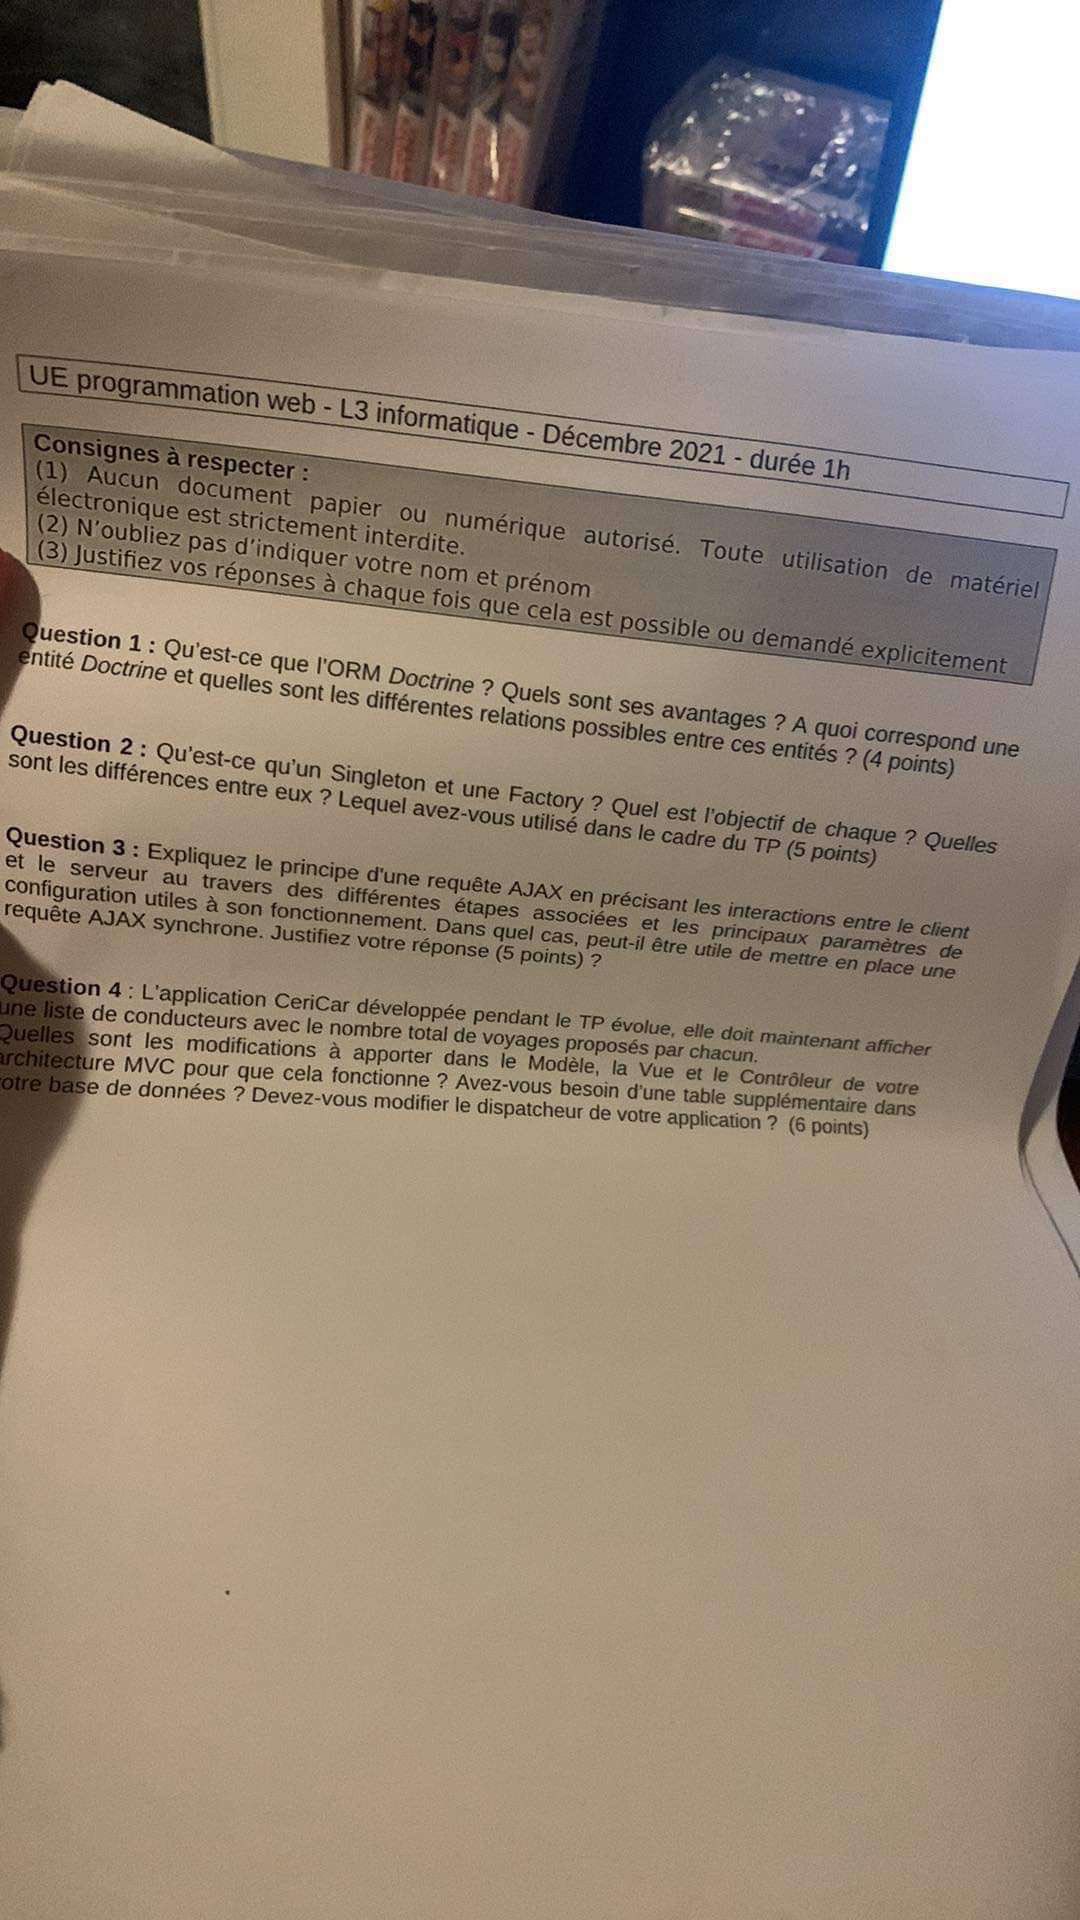 UE programmation web - L3 informatique - Décembre 2021 - durée 1h
Consignes à respecter :
(1) Aucun document papier ou numérique autorisé. Toute utilisation de matériel
électronique est strictement interdite.
(2) N'oubliez pas d'indiquer votre nom et prénom
(3) Justifiez vos réponses à chaque fois que cela est possible ou demandé explicitement
Question 1 : Qu'est-ce que l'ORM Doctrine ? Quels sont ses avantages ? A quoi correspond une
entité Doctrine et quelles sont les différentes relations possibles entre ces entités ? (4 points)
Question 2 : Qu'est-ce qu'un Singleton et une Factory ? Quel est l'objectif de chaque ? Quelles
sont les différences entre eux ? Lequel avez-vous utilisé dans le cadre du TP (5 points)
Question 3 : Expliquez le principe d'une requête AJAX en précisant les interactions entre le client
et le serveur au travers des différentes étapes associées et les principaux paramètres de
configuration utiles à son fonctionnement. Dans quel cas, peut-il être utile de mettre en place une
requête AJAX synchrone. Justifiez votre réponse (5 points) ?
Question 4 : L'application CeriCar développée pendant le TP évolue, elle doit maintenant afficher
une liste de conducteurs avec le nombre total de voyages proposés par chacun.
Quelles sont les modifications à apporter dans le Modèle, la Vue et le Contrôleur de votre
architecture MVC pour que cela fonctionne ? Avez-vous besoin d'une table supplémentaire dans
votre base de données ? Devez-vous modifier le dispatcheur de votre application ? (6 points)